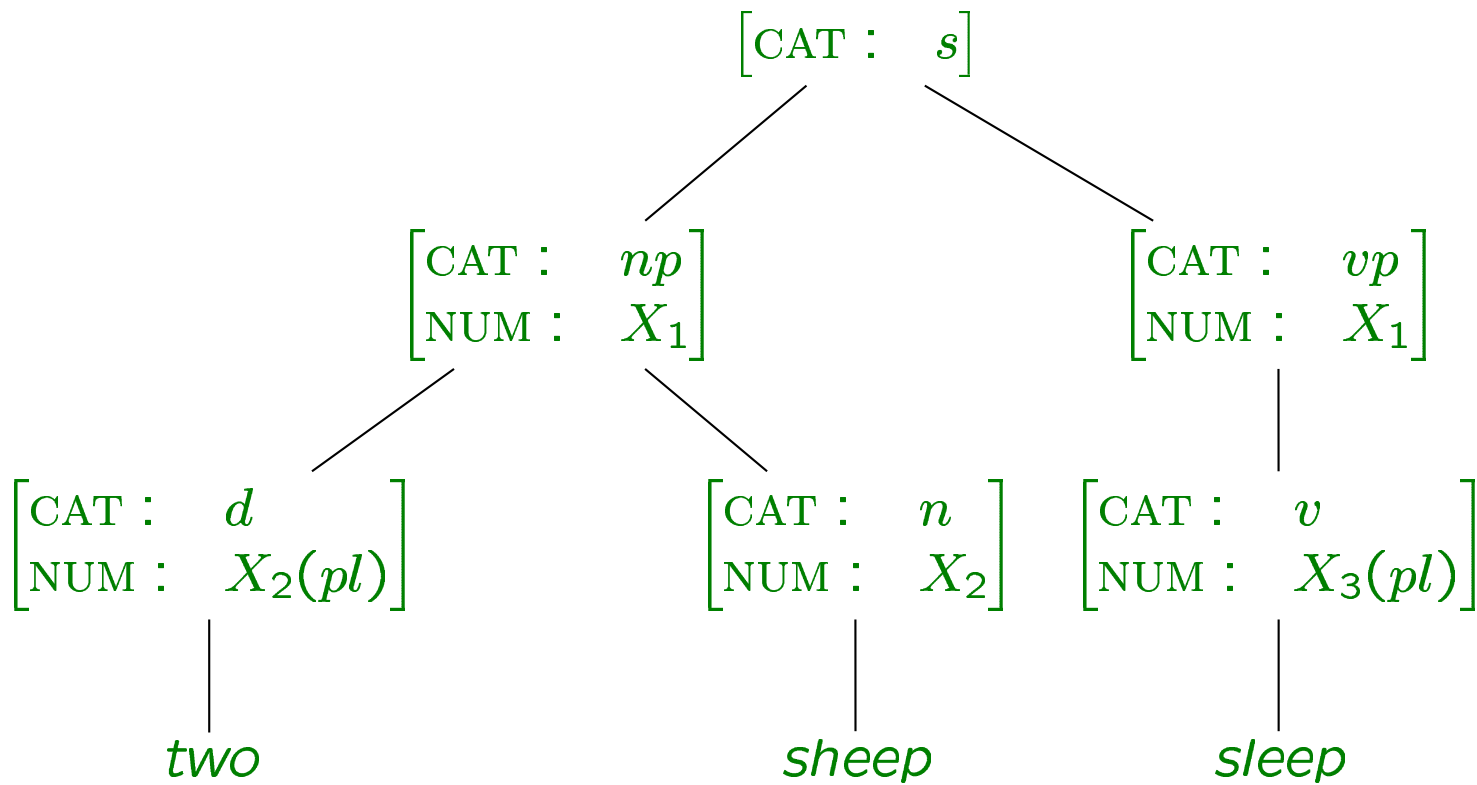 [CAT : s]
[CAT : np] [CAT : vp]
[NUM : X₁] [NUM : X₁]
[CAT : d] [CAT : n] [CAT : v]
[NUM : X₂(pl)] [NUM : X₂] [NUM : X₃(pl)]
two sheep sleep